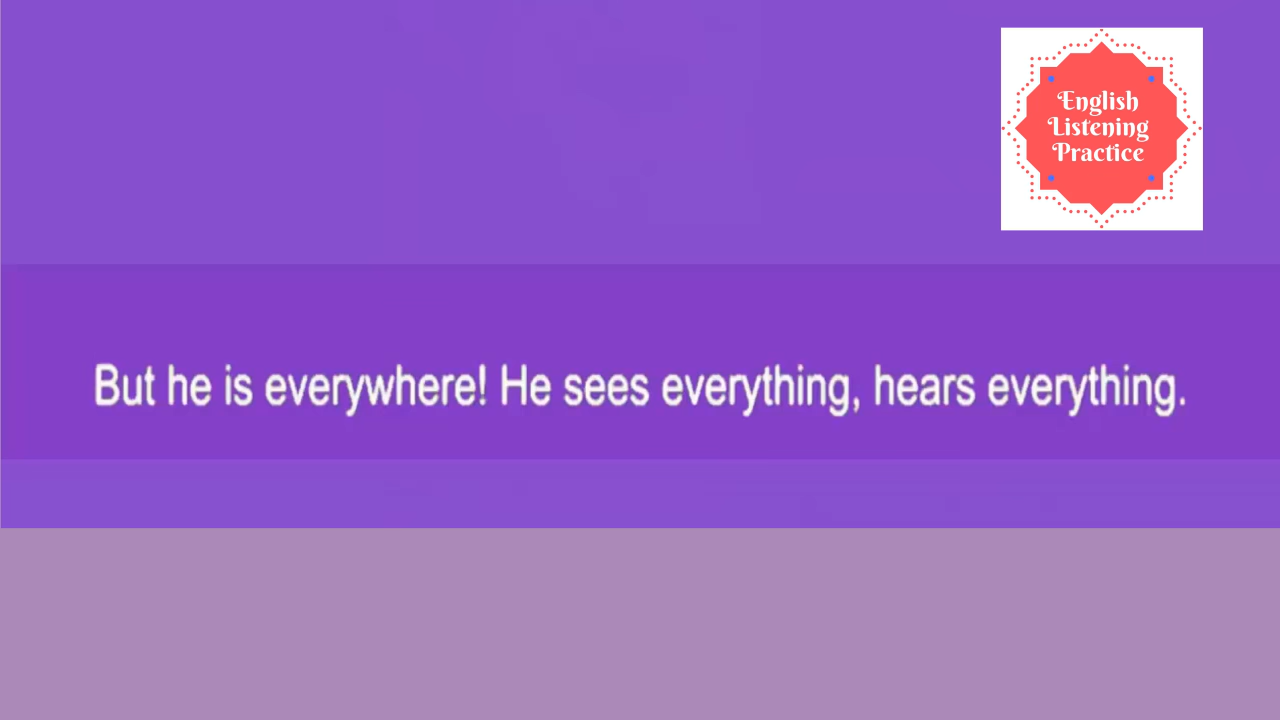 English
Listening
Practice
But he is everywhere! He sees everything, hears everything.